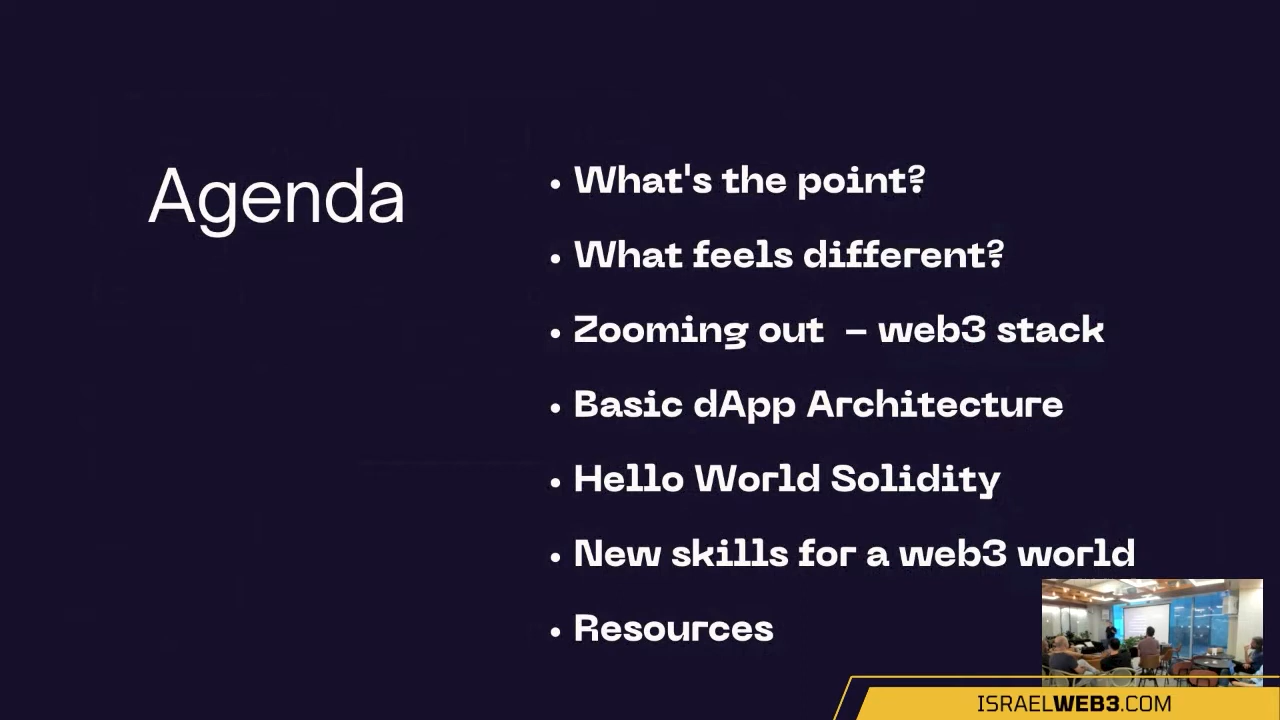 Agenda
• What's the point?
• What feels different?
• Zooming out – web3 stack
• Basic dApp Architecture
• Hello World Solidity
• New skills for a web3 world
• Resources
ISRAELWEB3.COM